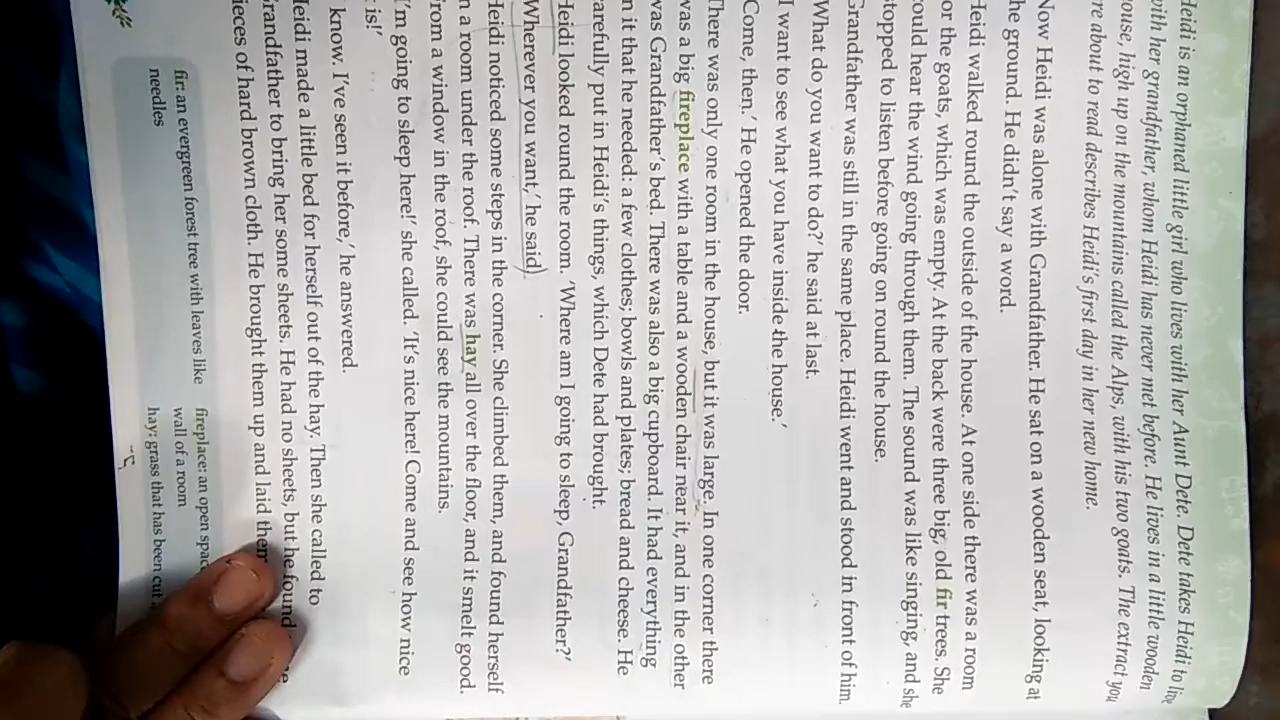 Heidi is an orphaned little girl who lives with her Aunt Dete. Dete takes Heidi to live
with her grandfather, whom Heidi has never met before. He lives in a little wooden
house, high up on the mountains called the Alps, with his two goats. The extract you
are about to read describes Heidi's first day in her new home.
Now Heidi was alone with Grandfather. He sat on a wooden seat, looking at
the ground. He didn't say a word.
Heidi walked round the outside of the house. At one side there was a room
for the goats, which was empty. At the back were three big, old fir trees. She
could hear the wind going through them. The sound was like singing, and she
stopped to listen before going on round the house.
Grandfather was still in the same place. Heidi went and stood in front of him.
'What do you want to do?' he said at last.
'I want to see what you have inside the house.'
'Come, then.' He opened the door.
There was only one room in the house, but it was large. In one corner there
was a big fireplace with a table and a wooden chair near it, and in the other
was Grandfather's bed. There was also a big cupboard. It had everything
in it that he needed: a few clothes; bowls and plates; bread and cheese. He
carefully put in Heidi's things, which Dete had brought.
Heidi looked round the room. 'Where am I going to sleep, Grandfather?'
'Wherever you want,' he said.
Heidi noticed some steps in the corner. She climbed them, and found herself
in a room under the roof. There was hay all over the floor, and it smelt good.
From a window in the roof, she could see the mountains.
'I'm going to sleep here!' she called. 'It's nice here! Come and see how nice
it is!'
know. I've seen it before,' he answered.
Heidi made a little bed for herself out of the hay. Then she called to
Grandfather to bring her some sheets. He had no sheets, but he found
pieces of hard brown cloth. He brought them up and laid
fir: an evergreen forest tree with leaves like
needles
fireplace: an open
wall of a room
hay: grass that has been cut